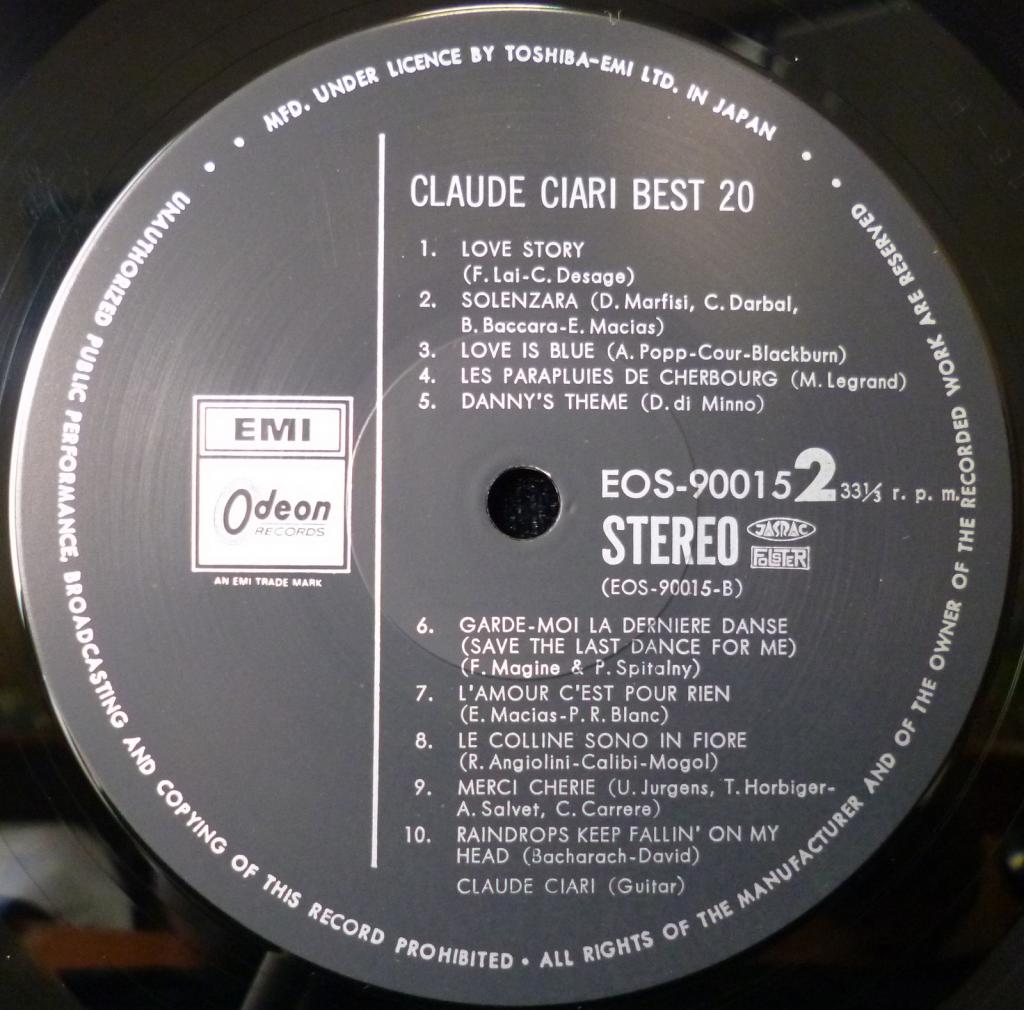 MFD. UNDER LICENCE BY TOSHIBA-EMI LTD. IN JAPAN
CLAUDE CIARI BEST 20
1. LOVE STORY
(F. Lai-C. Desage)
2. SOLENZARA (D. Marfisi, C. Darbal,
B. Baccara-E. Macias)
3. LOVE IS BLUE (A. Popp-Cour-Blackburn)
4. LES PARAPLUIES DE CHERBOURG (M. Legrand)
5. DANNY'S THEME (D. di Minno)
EMI
Odeon
RECORDS
AN EMI TRADE MARK
EOS-90015 2 33⅓ r. p. m.
STEREO JASRAC
FOLSTER
(EOS-90015-B)
6. GARDE-MOI LA DERNIERE DANSE
(SAVE THE LAST DANCE FOR ME)
(F. Magine & P. Spitalny)
7. L'AMOUR C'EST POUR RIEN
(E. Macias-P. R. Blanc)
8. LE COLLINE SONO IN FIORE
(R. Angiolini-Calibi-Mogol)
9. MERCI CHERIE (U. Jurgens, T. Horbiger-
A. Salvet, C. Carrere)
10. RAINDROPS KEEP FALLIN' ON MY
HEAD (Bacharach-David)
CLAUDE CIARI (Guitar)
UNAUTHORIZED PUBLIC PERFORMANCE, BROADCASTING AND COPYING OF THIS RECORD PROHIBITED • ALL RIGHTS OF THE MANUFACTURER AND OF THE OWNER OF THE RECORDED WORK ARE RESERVED